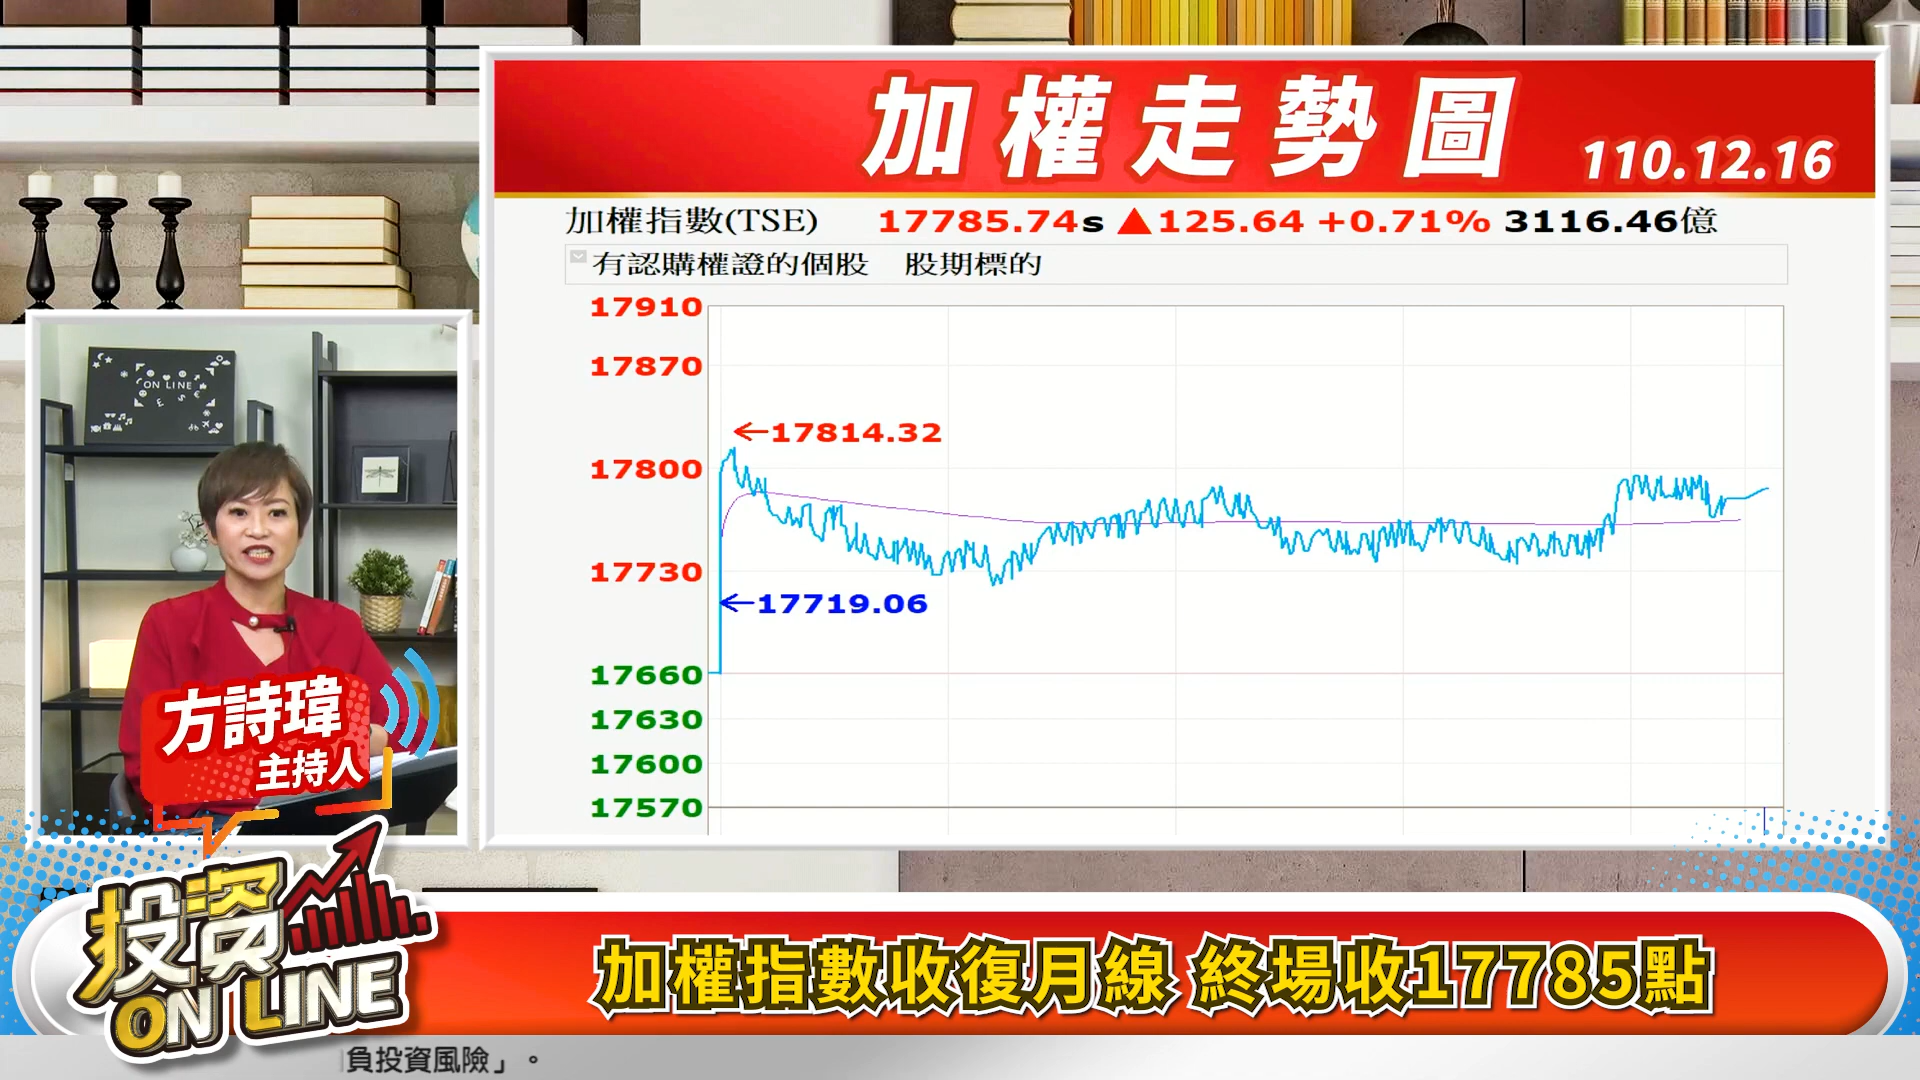 加權走勢圖 110.12.16
加權指數(TSE) 17785.74s ▲125.64 +0.71% 3116.46億
有認購權證的個股 股期標的
17910
17870
17814.32
17800
17730
17719.06
17660
17630
17600
17570
ON LINE
方詩瑋
主持人
投資
ON LINE
加權指數收復月線 終場收17785點
負投資風險」。